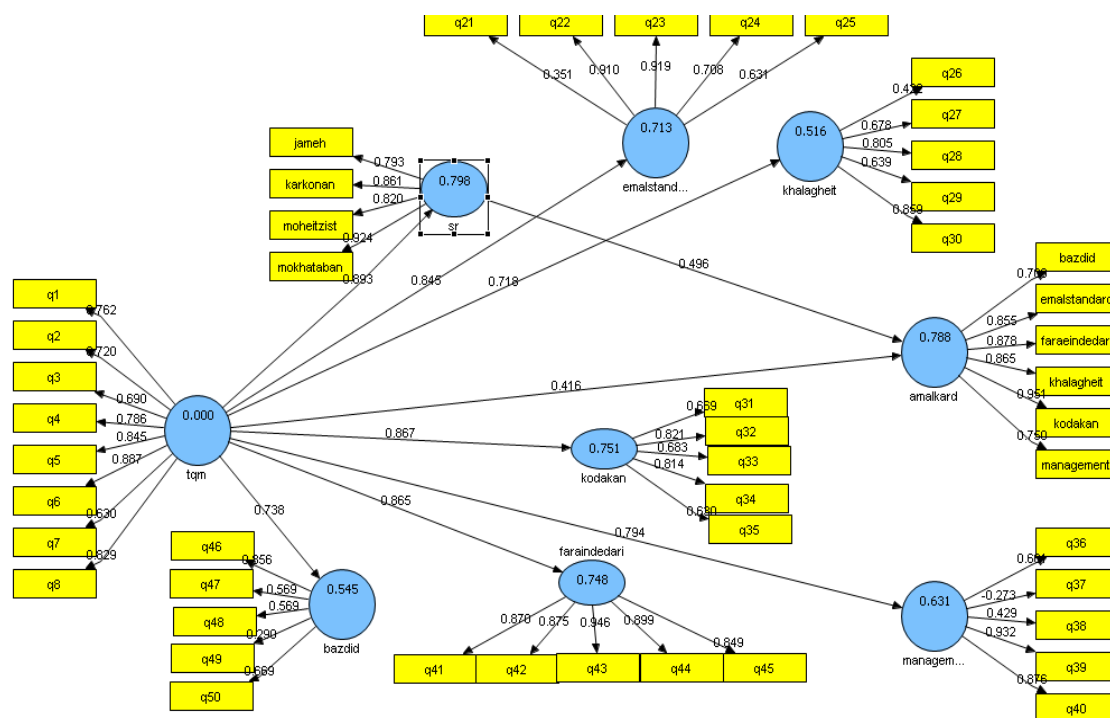 q21 q22 q23 q24 q25
0.351 0.910 0.919 0.708 0.631
0.713
emalstand...
q26
q27
q28
q29
q30
0.678
0.805
0.639
0.859
0.516
khalagheit
jameh
karkonan
moheitzist
mokhataban
0.793
0.861
0.820
0.924
0.798
sr
0.893
0.845
0.718
0.496
bazdid
emalstandard
faraeindedari
khalagheit
kodakan
management
0.855
0.878
0.865
0.951
0.750
0.788
amalkard
q1
q2
q3
q4
q5
q6
q7
q8
0.762
0.720
0.690
0.786
0.845
0.887
0.630
0.829
0.000
tqm
0.416
0.867
0.865
0.794
0.738
q31
q32
q33
q34
q35
0.669
0.821
0.683
0.814
0.630
0.751
kodakan
q46
q47
q48
q49
q50
0.856
0.569
0.569
0.290
0.669
0.545
bazdid
faraindedari
0.748
0.870 0.875 0.946 0.899 0.849
q41 q42 q43 q44 q45
q36
q37
q38
q39
q40
-0.273
0.429
0.932
0.876
0.631
managem...